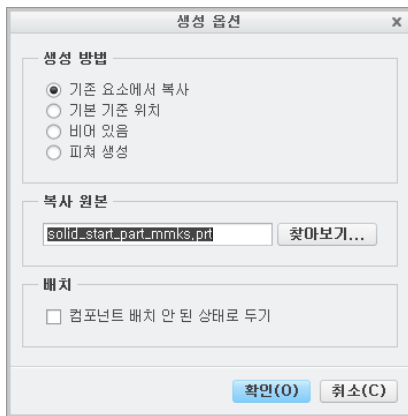 생성 옵션
x
생성 방법
기존 요소에서 복사
기본 기준 위치
비어 있음
피쳐 생성
복사 원본
solid_start_part_mmks.prt
찾아보기...
배치
컴포넌트 배치 안 된 상태로 두기
확인(O) 취소(C)